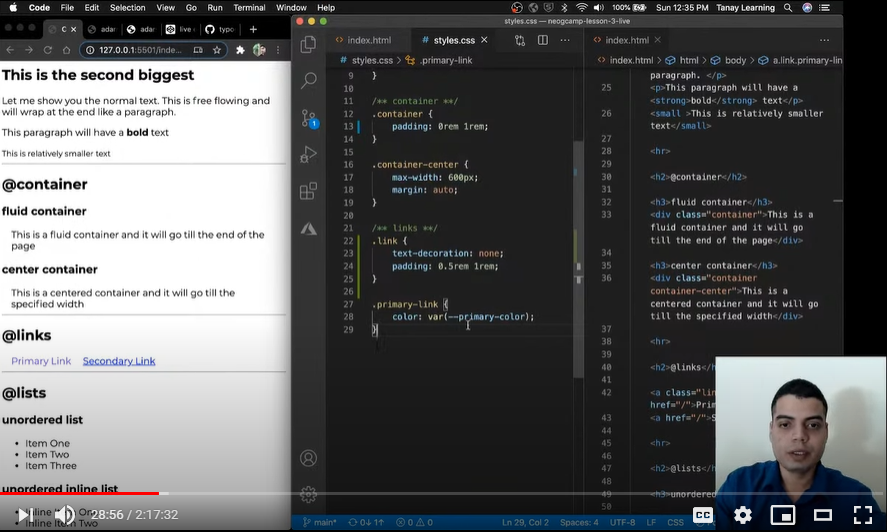 Code File Edit Selection View Go Run Terminal Window Help 100% Sun 12:35 PM Tanay Learning
styles.css — neogcamp-lesson-3-live
C adar adar live typo
127.0.0.1:5501/index...
This is the second biggest
Let me show you the normal text. This is free flowing and
will wrap at the end like a paragraph.
This paragraph will have a bold text
This is relatively smaller text
@container
fluid container
This is a fluid container and it will go till the end of the
page
center container
This is a centered container and it will go till the
specified width
@links
Primary Link Secondary Link
@lists
unordered list
Item One
Item Two
Item Three
unordered inline list
Inline Item Two
1
index.html styles.css
styles.css > .primary-link
9 }
10
11 /** container **/
12 .container {
13 padding: 0rem 1rem;
14 }
15
16 .container-center {
17 max-width: 600px;
18 margin: auto;
19 }
20
21 /** links **/
22 .link {
23 text-decoration: none;
24 padding: 0.5rem 1rem;
25 }
26
27 .primary-link {
28 color: var(--primary-color);
29 }
index.html
index.html > html > body > a.link.primary-lin
paragraph. </p>
25 <p>This paragraph will have a
<strong>bold</strong> text</p>
26 <small >This is relatively smaller
text</small>
27
28 <hr>
29
30 <h2>@container</h2>
31
32 <h3>fluid container</h3>
33 <div class="container">This is a
fluid container and it will go
till the end of the page</div>
34
35 <h3>center container</h3>
36 <div class="container
container-center">This is a
centered container and it will go
till the specified width</div>
37
38 <hr>
39
40 <h2>@links</h
41
42 <a class="lin
href="/">Prim
43 <a href="/">S
44
45 <hr>
46
47 <h2>@lists</h
48
49 <h3>unordered
50
main* 0↓ 1↑ 0 0 Ln 29, Col 2 Spaces: 4 UTF-8 LF CSS
28:56 / 2:17:32
CC